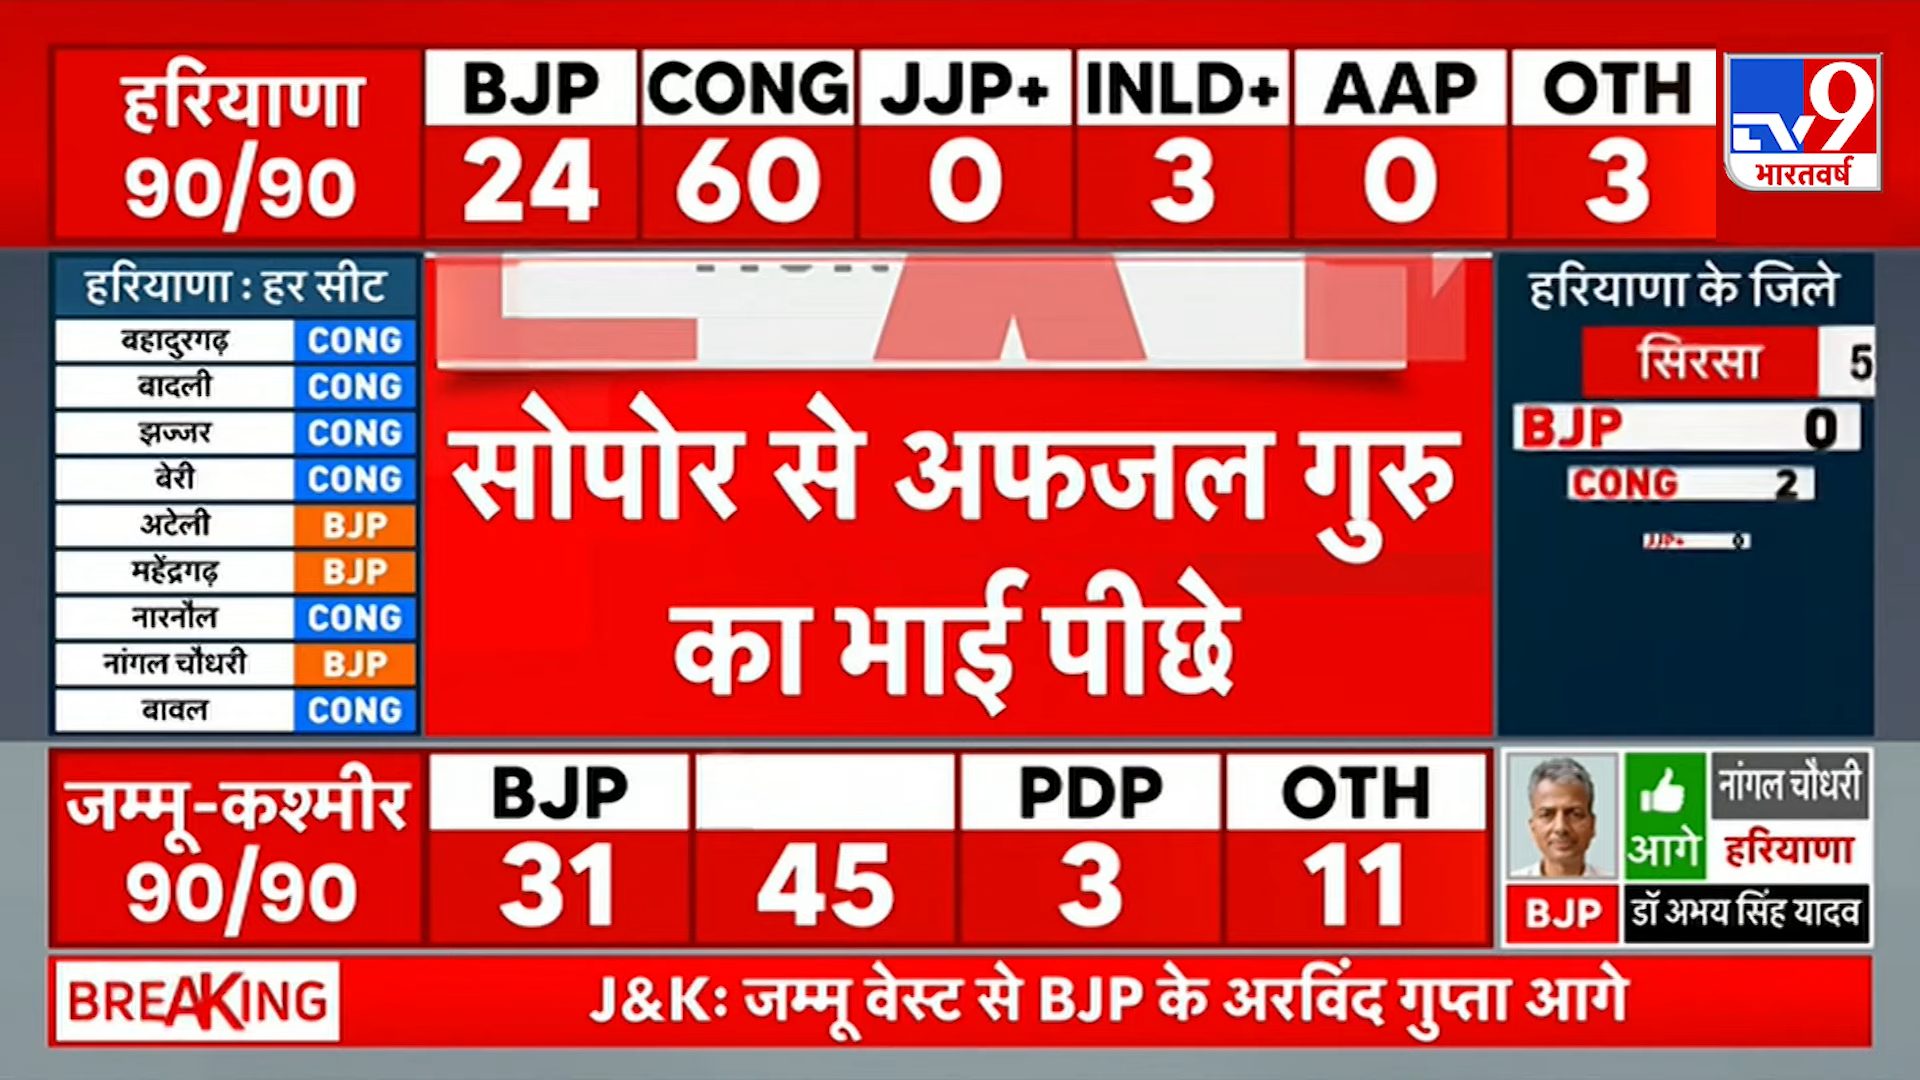 हरियाणा
90/90
BJP CONG JJP+ INLD+ AAP OTH
24 60 0 3 0 3
TV9
भारतवर्ष
हरियाणा : हर सीट
बहादुरगढ़ CONG
बादली CONG
झज्जर CONG
बेरी CONG
अटेली BJP
महेंद्रगढ़ BJP
नारनौल CONG
नांगल चौधरी BJP
बावल CONG
सोपोर से अफजल गुरु
का भाई पीछे
हरियाणा के जिले
सिरसा 5
BJP 0
CONG 2
JJP+ 0
जम्मू-कश्मीर
90/90
BJP PDP OTH
31 45 3 11
आगे
नांगल चौधरी
हरियाणा
BJP डॉ अभय सिंह यादव
BREAKING
J&K: जम्मू वेस्ट से BJP के अरविंद गुप्ता आगे